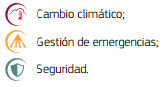 Cambio climático;
Gestión de emergencias;
Seguridad.